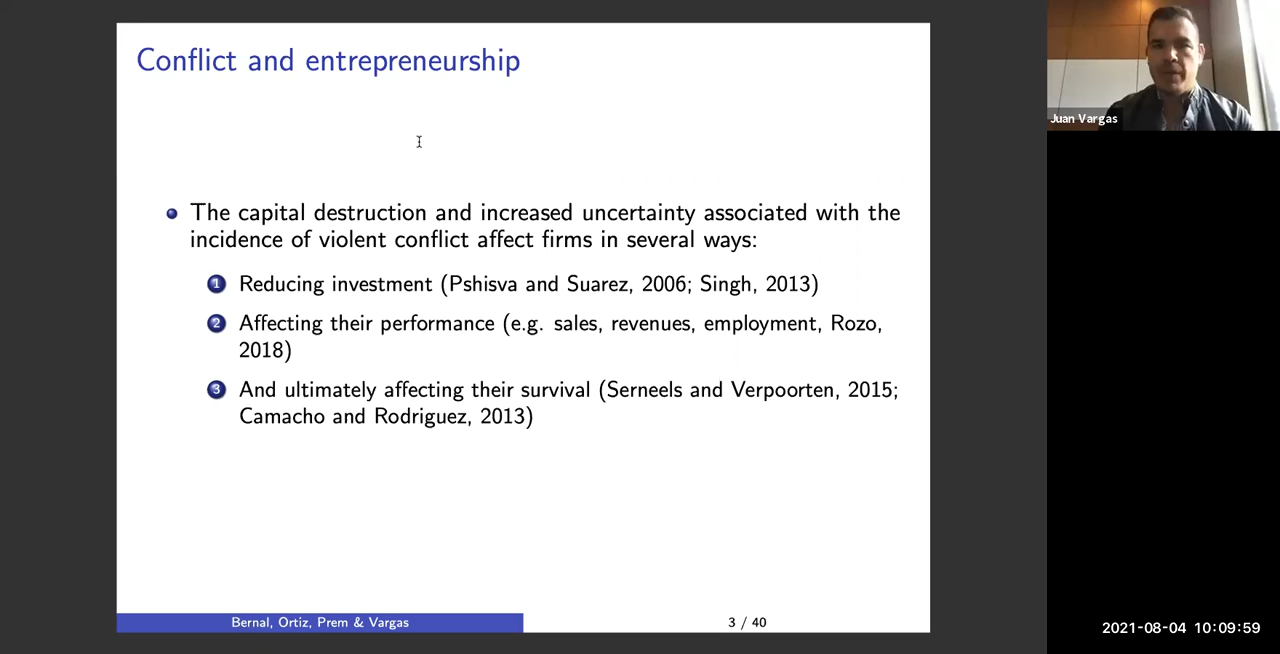 Conflict and entrepreneurship
The capital destruction and increased uncertainty associated with the
incidence of violent conflict affect firms in several ways:
1 Reducing investment (Pshisva and Suarez, 2006; Singh, 2013)
2 Affecting their performance (e.g. sales, revenues, employment, Rozo,
2018)
3 And ultimately affecting their survival (Serneels and Verpoorten, 2015;
Camacho and Rodriguez, 2013)
Bernal, Ortiz, Prem & Vargas
3 / 40
Juan Vargas
2021-08-04 10:09:59